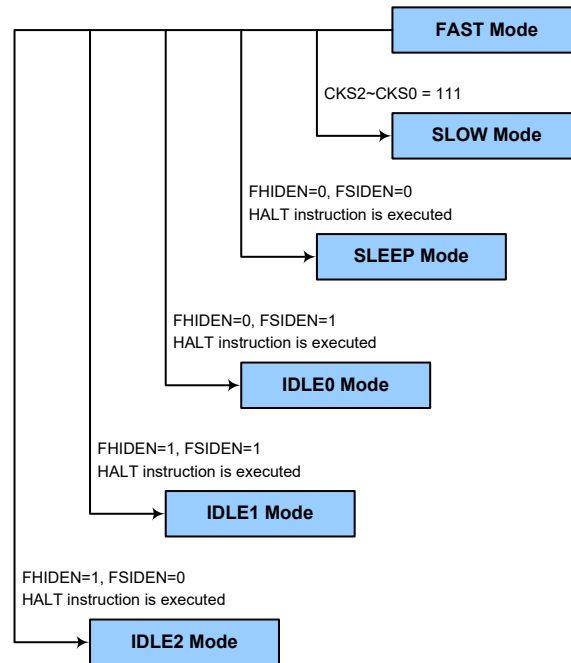 FAST Mode
CKS2~CKS0 = 111
SLOW Mode
FHIDEN=0, FSIDEN=0
HALT instruction is executed
SLEEP Mode
FHIDEN=0, FSIDEN=1
HALT instruction is executed
IDLE0 Mode
FHIDEN=1, FSIDEN=1
HALT instruction is executed
IDLE1 Mode
FHIDEN=1, FSIDEN=0
HALT instruction is executed
IDLE2 Mode